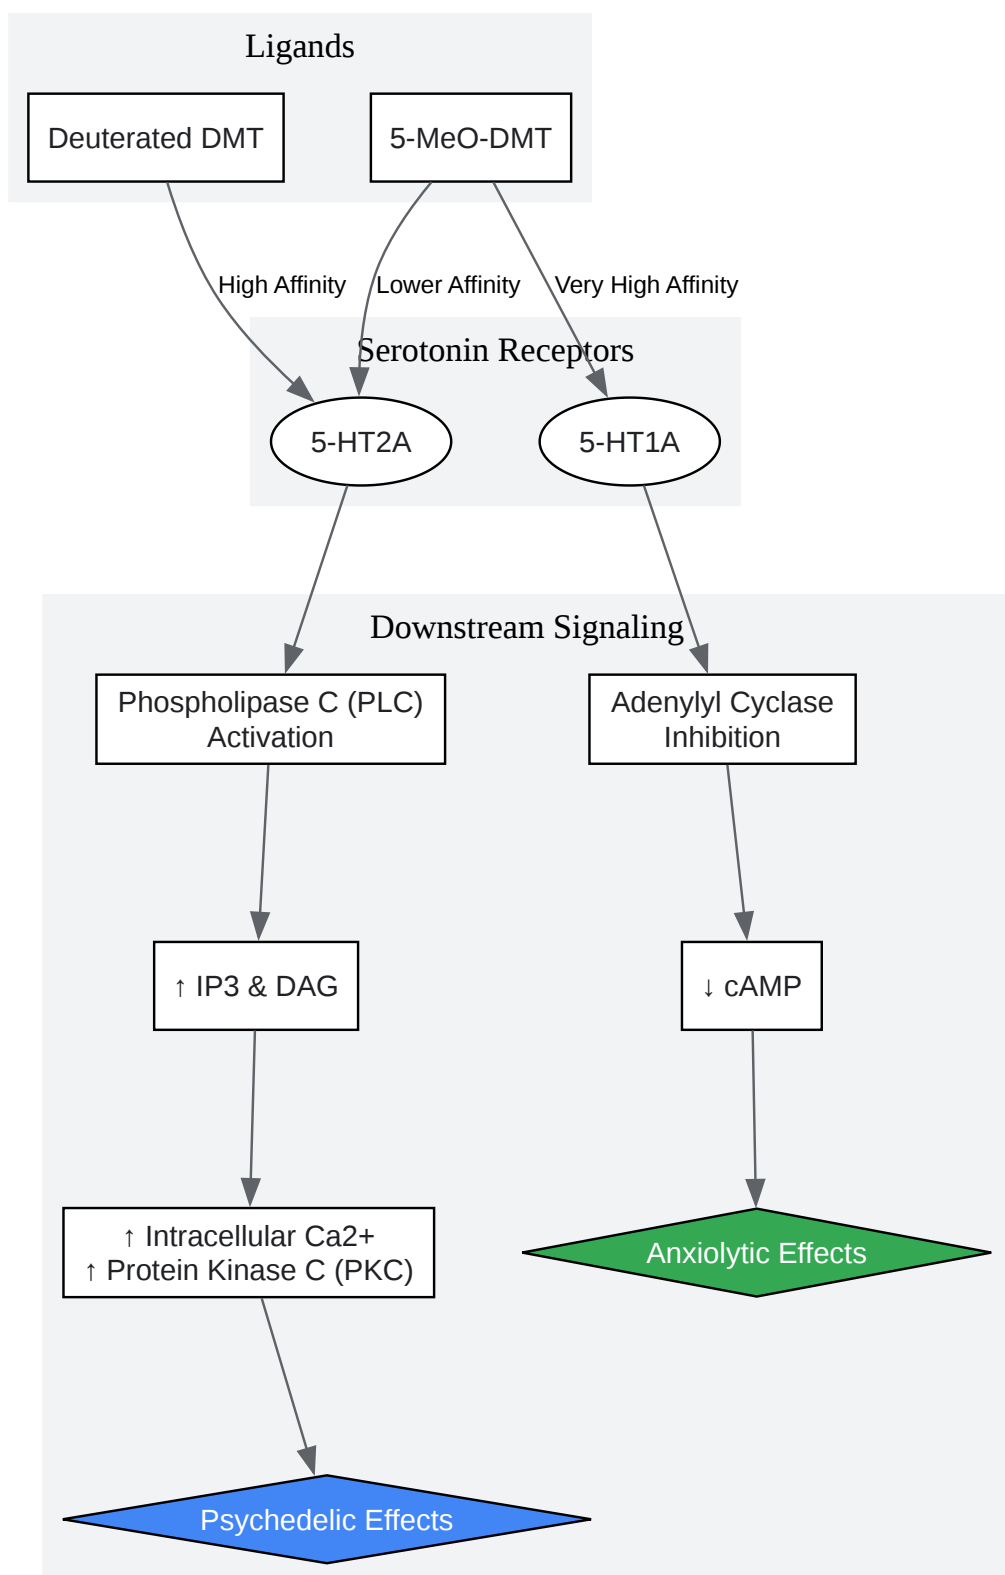 Ligands
Deuterated DMT
5-MeO-DMT
High Affinity
Lower Affinity
Very High Affinity
Serotonin Receptors
5-HT2A
5-HT1A
Downstream Signaling
Phospholipase C (PLC)
Activation
Adenylyl Cyclase
Inhibition
↑ IP3 & DAG
↓ cAMP
↑ Intracellular Ca2+
↑ Protein Kinase C (PKC)
Anxiolytic Effects
Psychedelic Effects